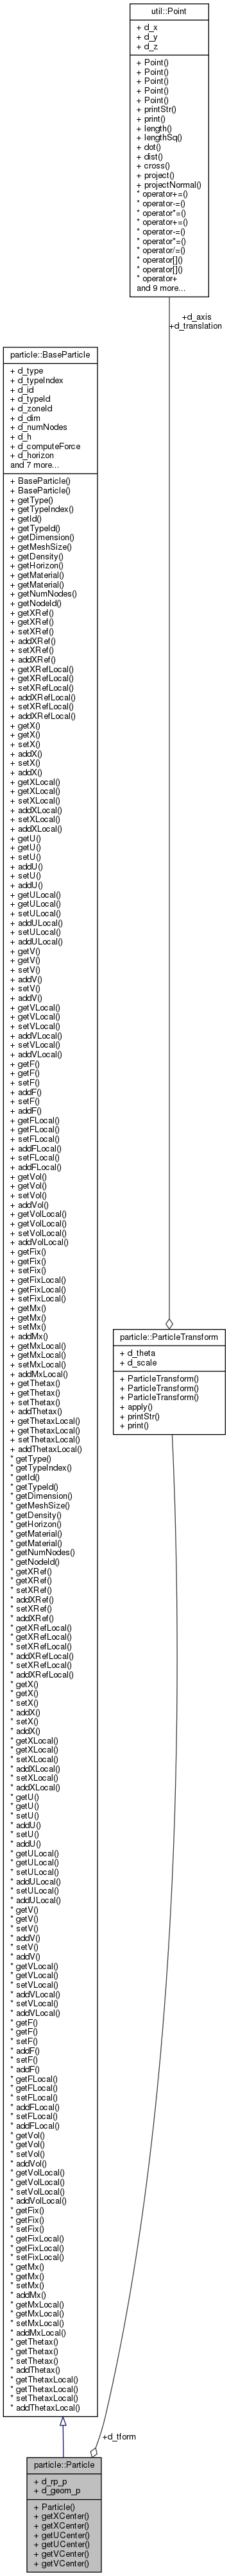 util::Point
+ d_x
+ d_y
+ d_z
+ Point()
+ Point()
+ Point()
+ Point()
+ Point()
+ printStr()
+ print()
+ length()
+ lengthSq()
+ dot()
+ dist()
+ cross()
+ project()
+ projectNormal()
* operator+=()
* operator-=()
* operator*=()
* operator+=()
* operator-=()
* operator*=()
* operator/=()
* operator[]()
* operator[]()
* operator+
and 9 more...
+d_axis
+d_translation
particle::BaseParticle
+ d_type
+ d_typeIndex
+ d_id
+ d_typeId
+ d_zoneId
+ d_dim
+ d_numNodes
+ d_h
+ d_computeForce
+ d_horizon
and 7 more...
+ BaseParticle()
+ BaseParticle()
+ getType()
+ getTypeIndex()
+ getId()
+ getTypeId()
+ getDimension()
+ getMeshSize()
+ getDensity()
+ getHorizon()
+ getMaterial()
+ getMaterial()
+ getNumNodes()
+ getNodeId()
+ getXRef()
+ getXRef()
+ setXRef()
+ addXRef()
+ setXRef()
+ addXRef()
+ getXRefLocal()
+ getXRefLocal()
+ setXRefLocal()
+ addXRefLocal()
+ setXRefLocal()
+ addXRefLocal()
+ getX()
+ getX()
+ setX()
+ addX()
+ setX()
+ addX()
+ getXLocal()
+ getXLocal()
+ setXLocal()
+ addXLocal()
+ setXLocal()
+ addXLocal()
+ getU()
+ getU()
+ setU()
+ addU()
+ setU()
+ addU()
+ getULocal()
+ getULocal()
+ setULocal()
+ addULocal()
+ setULocal()
+ addULocal()
+ getV()
+ getV()
+ setV()
+ addV()
+ setV()
+ addV()
+ getVLocal()
+ getVLocal()
+ setVLocal()
+ addVLocal()
+ setVLocal()
+ addVLocal()
+ getF()
+ getF()
+ setF()
+ addF()
+ setF()
+ addF()
+ getFLocal()
+ getFLocal()
+ setFLocal()
+ addFLocal()
+ setFLocal()
+ addFLocal()
+ getVol()
+ getVol()
+ setVol()
+ addVol()
+ getVolLocal()
+ getVolLocal()
+ setVolLocal()
+ addVolLocal()
+ getFix()
+ getFix()
+ setFix()
+ getFixLocal()
+ getFixLocal()
+ setFixLocal()
+ getMx()
+ getMx()
+ setMx()
+ addMx()
+ getMxLocal()
+ getMxLocal()
+ setMxLocal()
+ addMxLocal()
+ getThetax()
+ getThetax()
+ setThetax()
+ addThetax()
+ getThetaxLocal()
+ getThetaxLocal()
+ setThetaxLocal()
+ addThetaxLocal()
* getType()
* getTypeIndex()
* getId()
* getTypeId()
* getDimension()
* getMeshSize()
* getDensity()
* getHorizon()
* getMaterial()
* getMaterial()
* getNumNodes()
* getNodeId()
* getXRef()
* getXRef()
* setXRef()
* addXRef()
* setXRef()
* addXRef()
* getXRefLocal()
* getXRefLocal()
* setXRefLocal()
* addXRefLocal()
* setXRefLocal()
* addXRefLocal()
* getX()
* getX()
* setX()
* addX()
* setX()
* addX()
* getXLocal()
* getXLocal()
* setXLocal()
* addXLocal()
* setXLocal()
* addXLocal()
* getU()
* getU()
* setU()
* addU()
* setU()
* addU()
* getULocal()
* getULocal()
* setULocal()
* addULocal()
* setULocal()
* addULocal()
* getV()
* getV()
* setV()
* addV()
* setV()
* addV()
* getVLocal()
* getVLocal()
* setVLocal()
* addVLocal()
* setVLocal()
* addVLocal()
* getF()
* getF()
* setF()
* addF()
* setF()
* addF()
* getFLocal()
* getFLocal()
* setFLocal()
* addFLocal()
* setFLocal()
* addFLocal()
* getVol()
* getVol()
* setVol()
* addVol()
* getVolLocal()
* getVolLocal()
* setVolLocal()
* addVolLocal()
* getFix()
* getFix()
* setFix()
* getFixLocal()
* getFixLocal()
* setFixLocal()
* getMx()
* getMx()
* setMx()
* addMx()
* getMxLocal()
* getMxLocal()
* setMxLocal()
* addMxLocal()
* getThetax()
* getThetax()
* setThetax()
* addThetax()
* getThetaxLocal()
* getThetaxLocal()
* setThetaxLocal()
* addThetaxLocal()
particle::ParticleTransform
+ d_theta
+ d_scale
+ ParticleTransform()
+ ParticleTransform()
+ ParticleTransform()
+ apply()
+ printStr()
+ print()
+d_tform
particle::Particle
+ d_rp_p
+ d_geom_p
+ Particle()
+ getXCenter()
+ getXCenter()
+ getUCenter()
+ getUCenter()
+ getVCenter()
+ getVCenter()